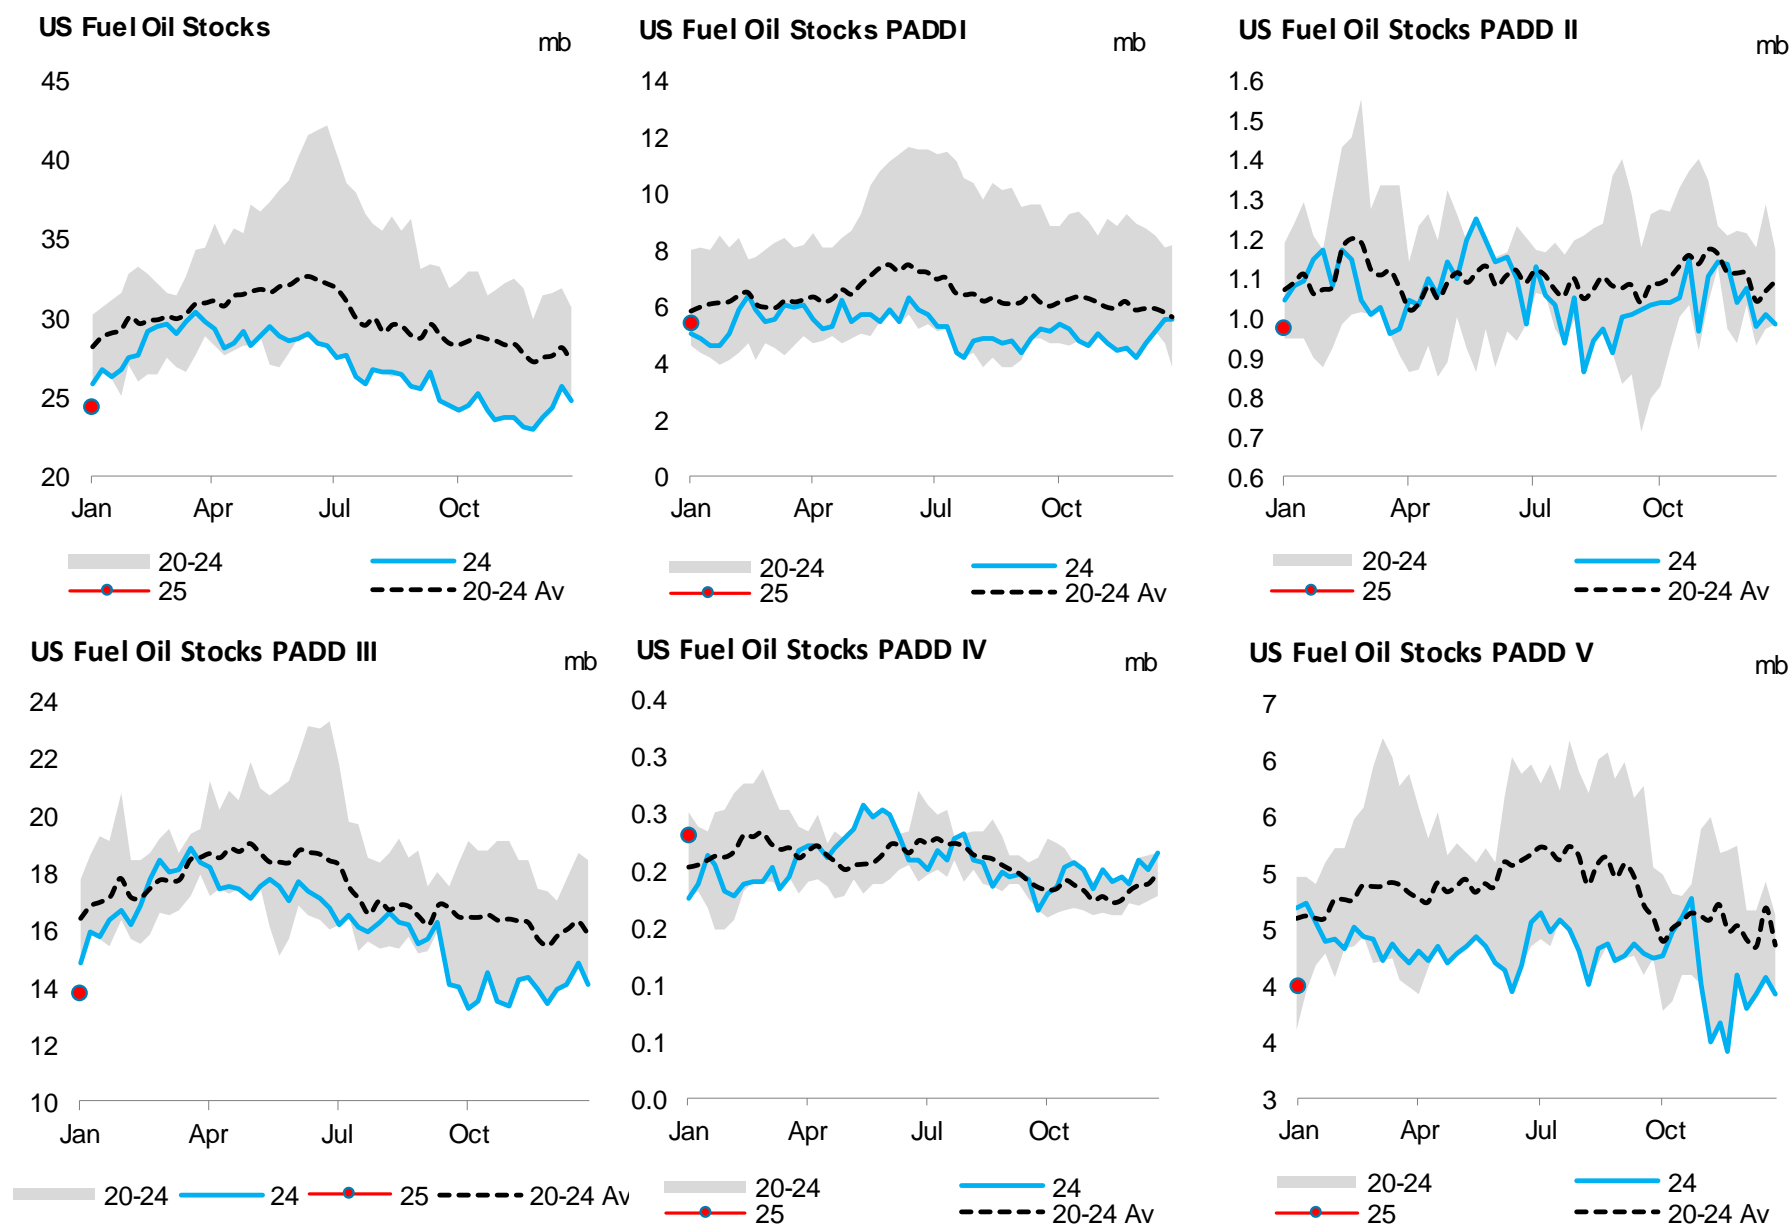 US Fuel Oil Stocks
mb
45
40
35
30
25
20
Jan Apr Jul Oct
20-24 24
25 20-24 Av
US Fuel Oil Stocks PADDI
mb
14
12
10
8
6
4
2
0
Jan Apr Jul Oct
20-24 24
25 20-24 Av
US Fuel Oil Stocks PADD II
mb
1.6
1.5
1.4
1.3
1.2
1.1
1.0
0.9
0.8
0.7
0.6
Jan Apr Jul Oct
20-24 24
25 20-24 Av
US Fuel Oil Stocks PADD III
mb
24
22
20
18
16
14
12
10
Jan Apr Jul Oct
20-24 24 25 20-24 Av
US Fuel Oil Stocks PADD IV
mb
0.4
0.3
0.3
0.2
0.2
0.1
0.1
0.0
Jan Apr Jul Oct
20-24 24
25 20-24 Av
US Fuel Oil Stocks PADD V
mb
7
6
6
5
5
4
4
3
Jan Apr Jul Oct
20-24 24
25 20-24 Av